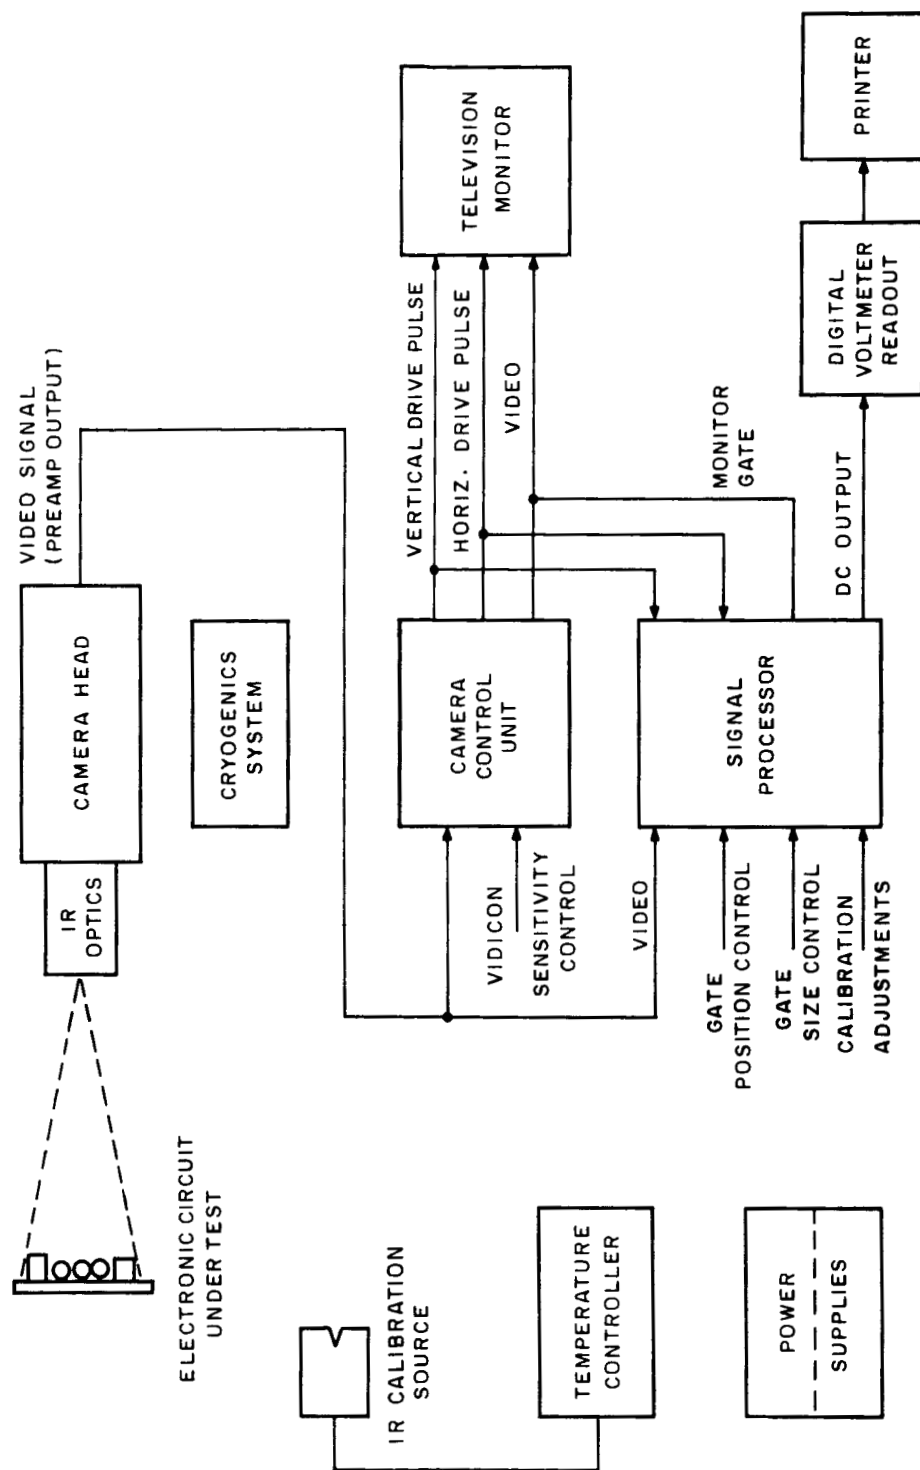 VIDEO SIGNAL
(PREAMP OUTPUT)
CAMERA HEAD
IR
OPTICS
ELECTRONIC CIRCUIT
UNDER TEST
CRYOGENICS
SYSTEM
IR CALIBRATION
SOURCE
TELEVISION
MONITOR
VERTICAL DRIVE PULSE
HORIZ. DRIVE PULSE
VIDEO
CAMERA
CONTROL
UNIT
VIDICON
SENSITIVITY
CONTROL
TEMPERATURE
CONTROLLER
MONITOR
GATE
VIDEO
SIGNAL
PROCESSOR
GATE
POSITION CONTROL
GATE
SIZE CONTROL
CALIBRATION
ADJUSTMENTS
DC OUTPUT
DIGITAL
VOLTMETER
READOUT
PRINTER
POWER
SUPPLIES